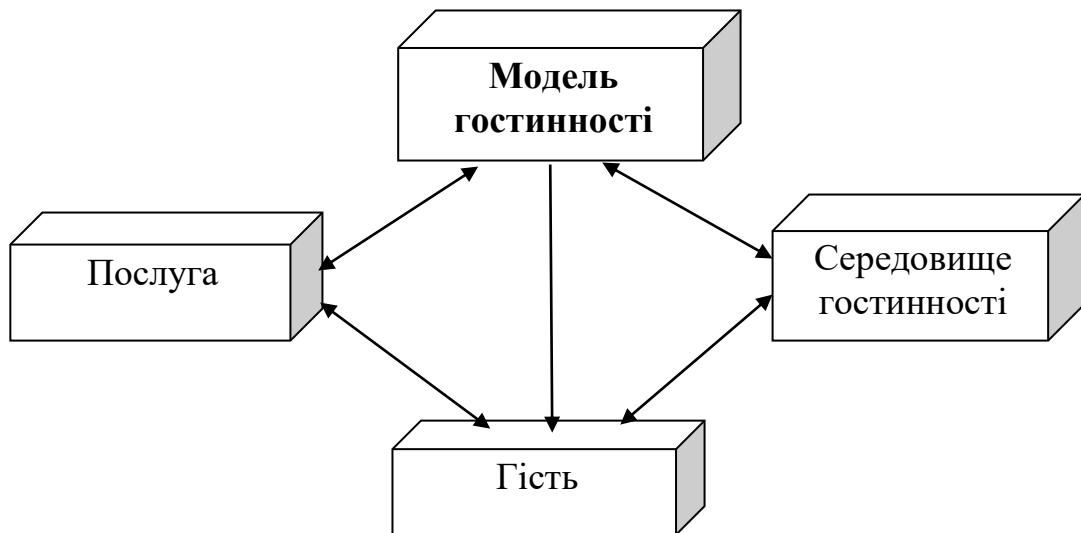 Модель
гостинності
Послуга
Середовище
гостинності
Гість